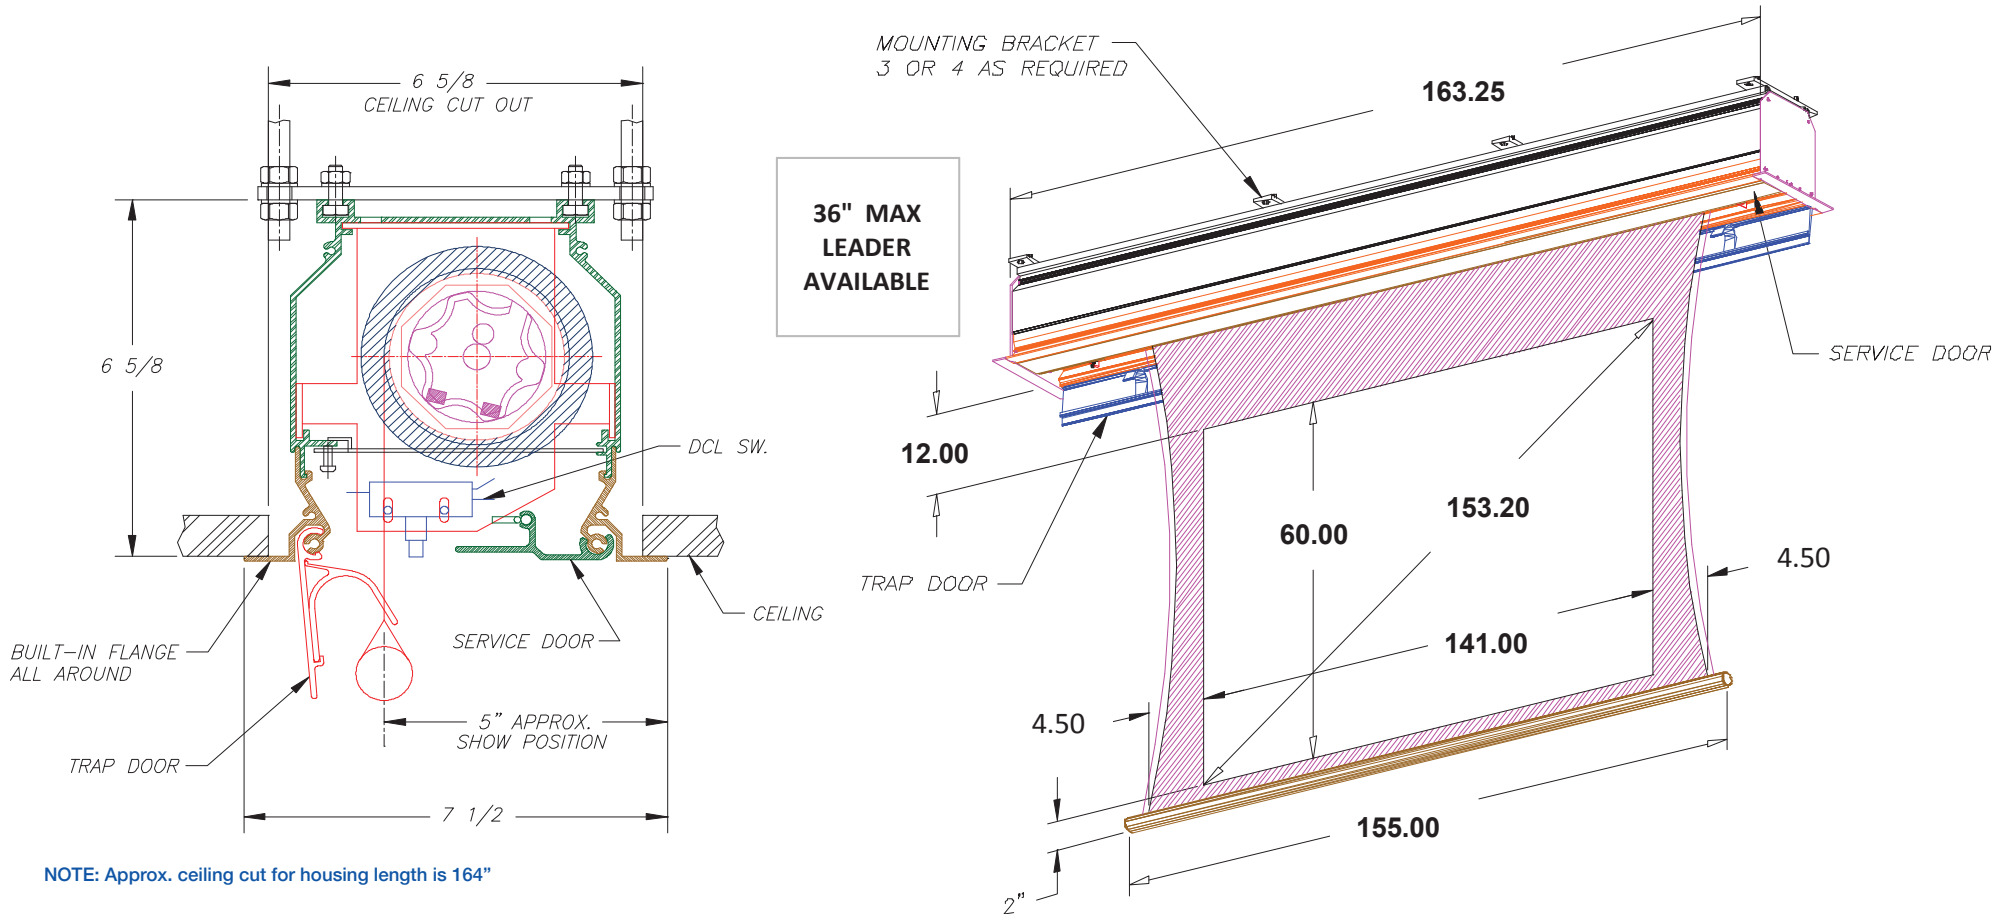 6 5/8
CEILING CUT OUT
6 5/8
DCL SW.
CEILING
SERVICE DOOR
BUILT-IN FLANGE
ALL AROUND
TRAP DOOR
5" APPROX.
SHOW POSITION
7 1/2
NOTE: Approx. ceiling cut for housing length is 164”
36" MAX
LEADER
AVAILABLE
MOUNTING BRACKET
3 OR 4 AS REQUIRED
163.25
SERVICE DOOR
12.00
TRAP DOOR
60.00
153.20
4.50
141.00
4.50
155.00
2"